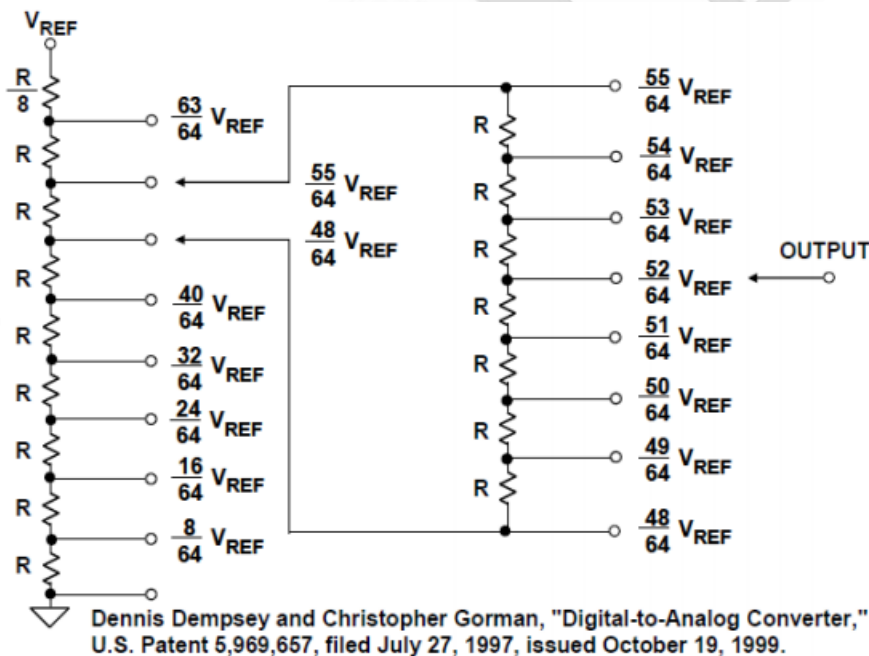 VREF
R
8
63
64 VREF
R
R
R
R
R
R
R
R
55
64 VREF
48
64 VREF
40
64 VREF
32
64 VREF
24
64 VREF
16
64 VREF
8
64 VREF
R
R
R
R
R
R
R
55
64 VREF
54
64 VREF
53
64 VREF
52
64 VREF
51
64 VREF
50
64 VREF
49
64 VREF
48
64 VREF
OUTPUT
Dennis Dempsey and Christopher Gorman, "Digital-to-Analog Converter,"
U.S. Patent 5,969,657, filed July 27, 1997, issued October 19, 1999.